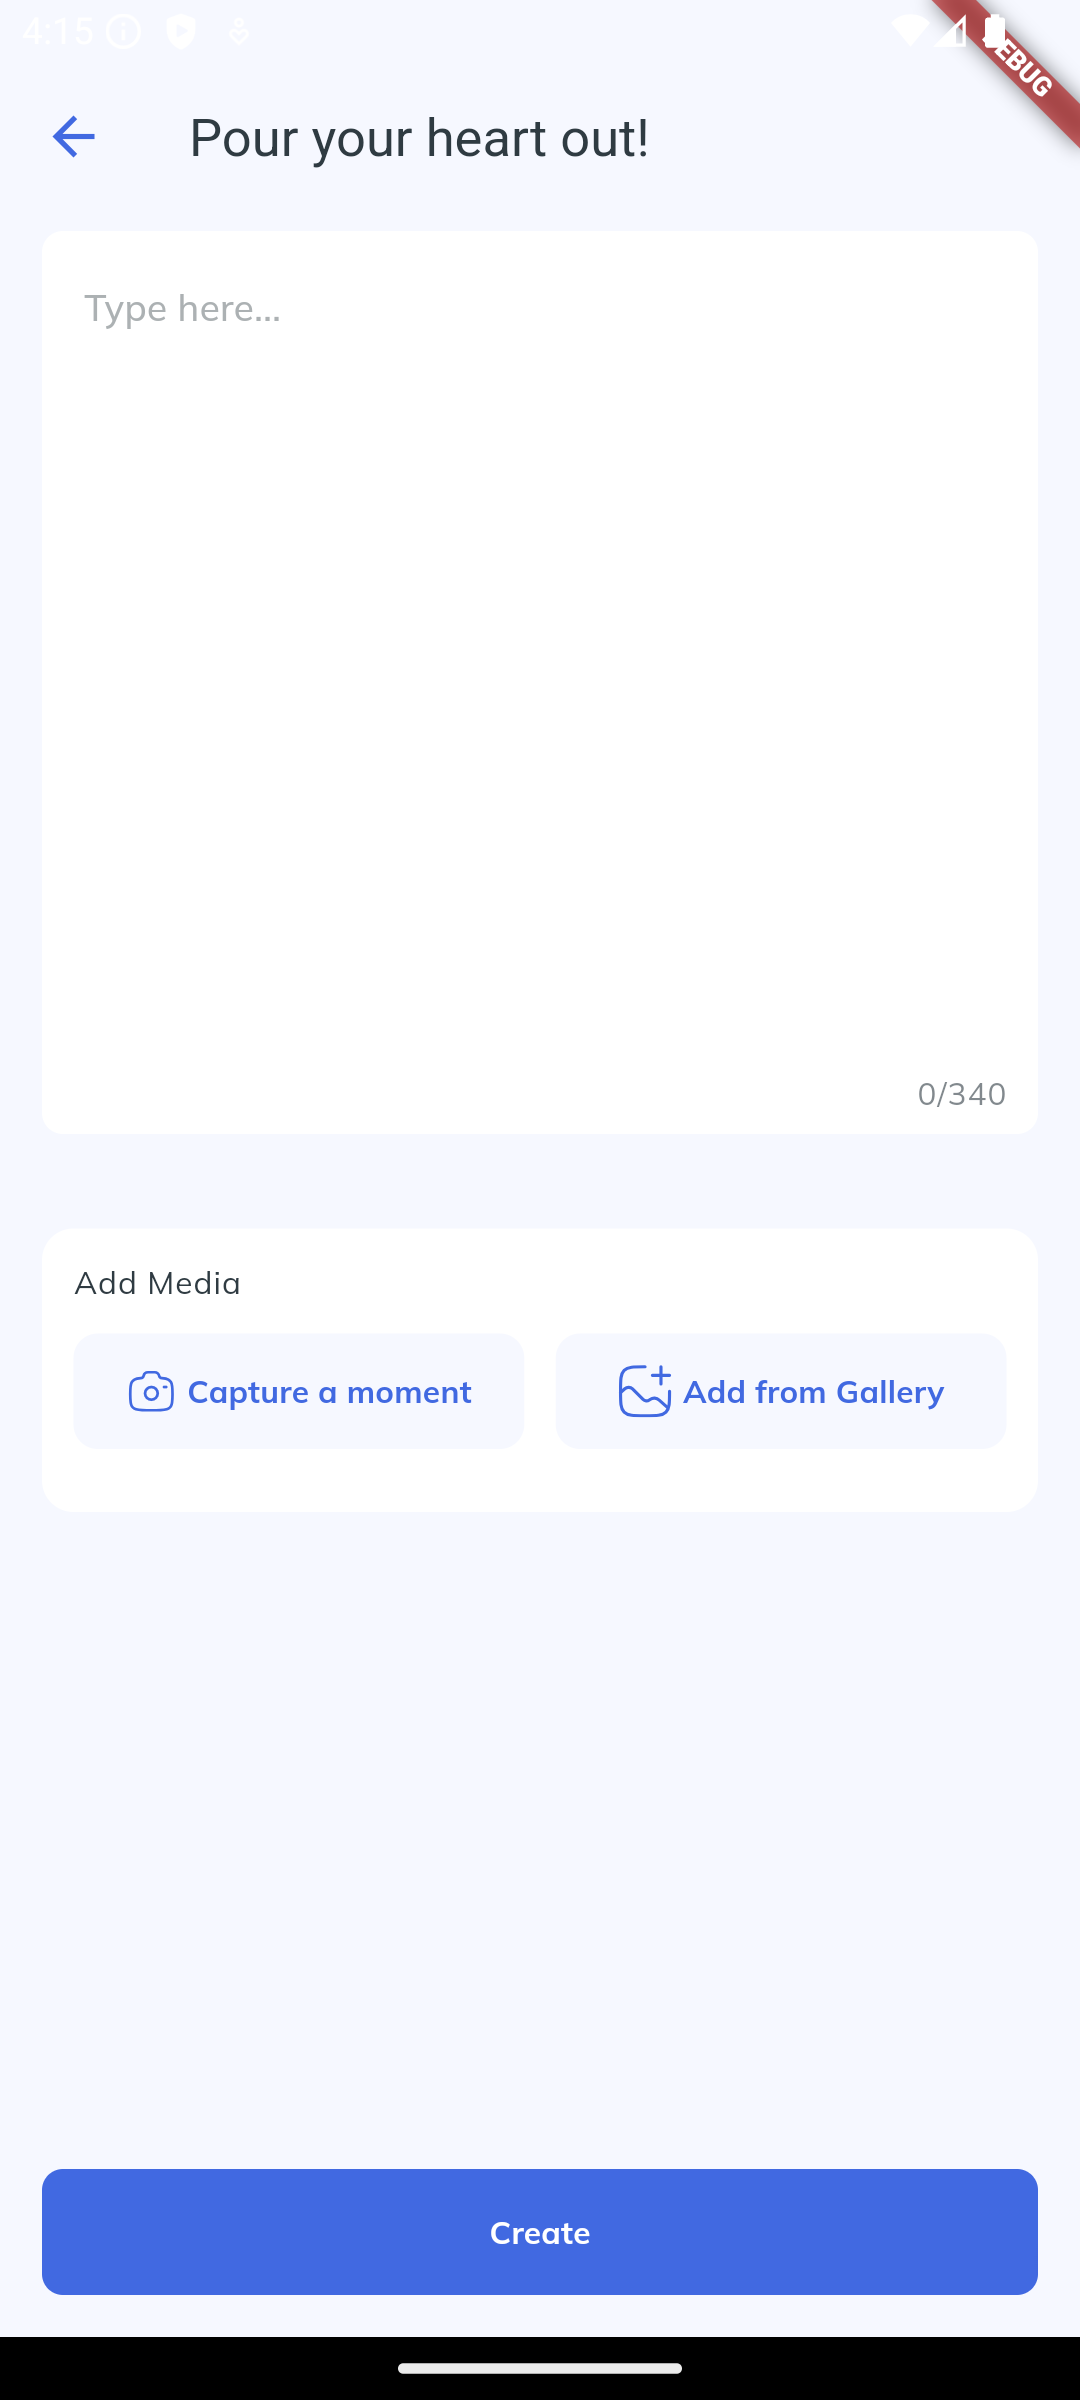 4:15
EBUG
Pour your heart out!
Type here...
0/340
Add Media
Capture a moment
Add from Gallery
Create